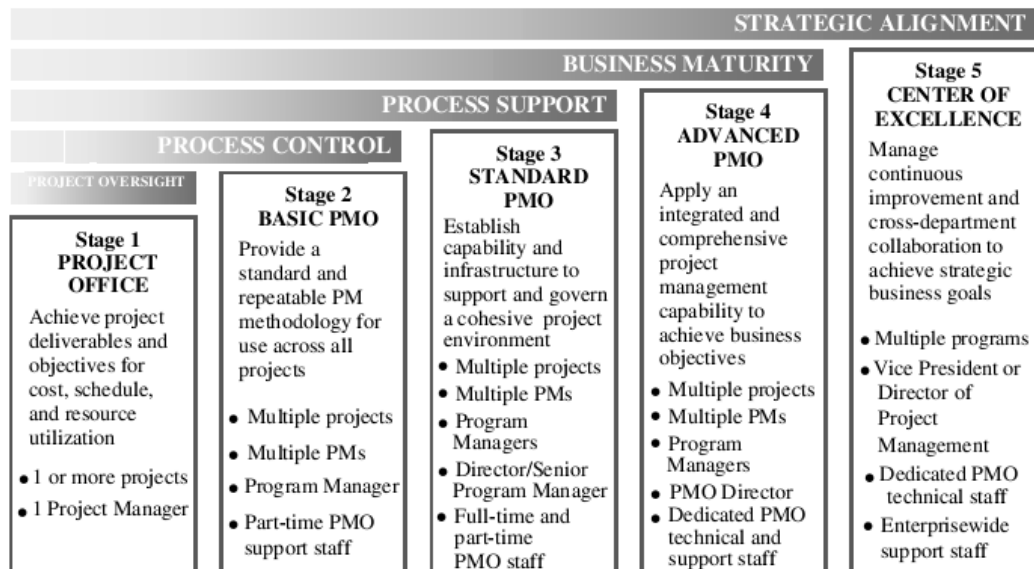 STRATEGIC ALIGNMENT
BUSINESS MATURITY
PROCESS SUPPORT
PROCESS CONTROL
PROJECT OVERSIGHT
Stage 1
PROJECT
OFFICE
Achieve project
deliverables and
objectives for
cost, schedule,
and resource
utilization
• 1 or more projects
• 1 Project Manager
Stage 2
BASIC PMO
Provide a
standard and
repeatable PM
methodology for
use across all
projects
• Multiple projects
• Multiple PMs
• Program Manager
• Part-time PMO
support staff
Stage 3
STANDARD
PMO
Establish
capability and
infrastructure to
support and govern
a cohesive project
environment
• Multiple projects
• Multiple PMs
• Program
Managers
• Director/Senior
Program Manager
• Full-time and
part-time
PMO staff
Stage 4
ADVANCED
PMO
Apply an
integrated and
comprehensive
project
management
capability to
achieve business
objectives
• Multiple projects
• Multiple PMs
• Program
Managers
• PMO Director
• Dedicated PMO
technical and
support staff
Stage 5
CENTER OF
EXCELLENCE
Manage
continuous
improvement and
cross-department
collaboration to
achieve strategic
business goals
• Multiple programs
• Vice President or
Director of
Project
Management
• Dedicated PMO
technical staff
• Enterprisewide
support staff